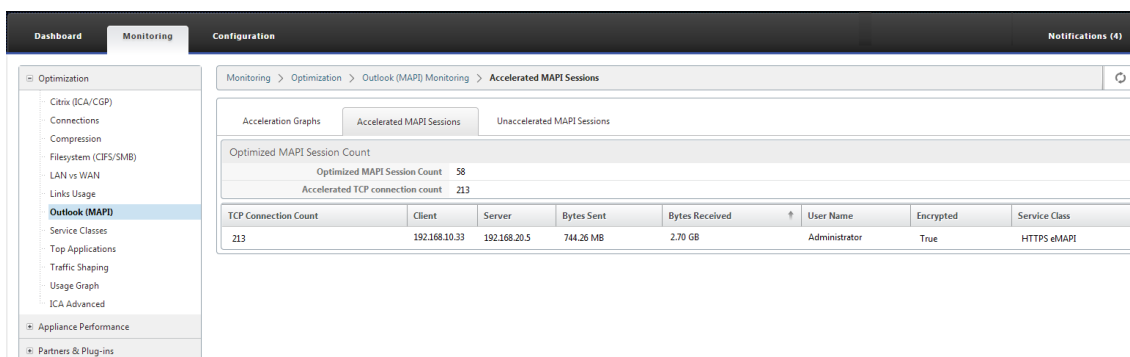 Dashboard Monitoring Configuration Notifications (4)
Optimization
Citrix (ICA/CGP)
Connections
Compression
Filesystem (CIFS/SMB)
LAN vs WAN
Links Usage
Outlook (MAPI)
Service Classes
Top Applications
Traffic Shaping
Usage Graph
ICA Advanced
Appliance Performance
Partners & Plug-ins
Monitoring > Optimization > Outlook (MAPI) Monitoring > Accelerated MAPI Sessions
Acceleration Graphs Accelerated MAPI Sessions Unaccelerated MAPI Sessions
Optimized MAPI Session Count
Optimized MAPI Session Count 58
Accelerated TCP connection count 213
TCP Connection Count Client Server Bytes Sent Bytes Received User Name Encrypted Service Class
213 192.168.10.33 192.168.20.5 744.26 MB 2.70 GB Administrator True HTTPS eMAPI